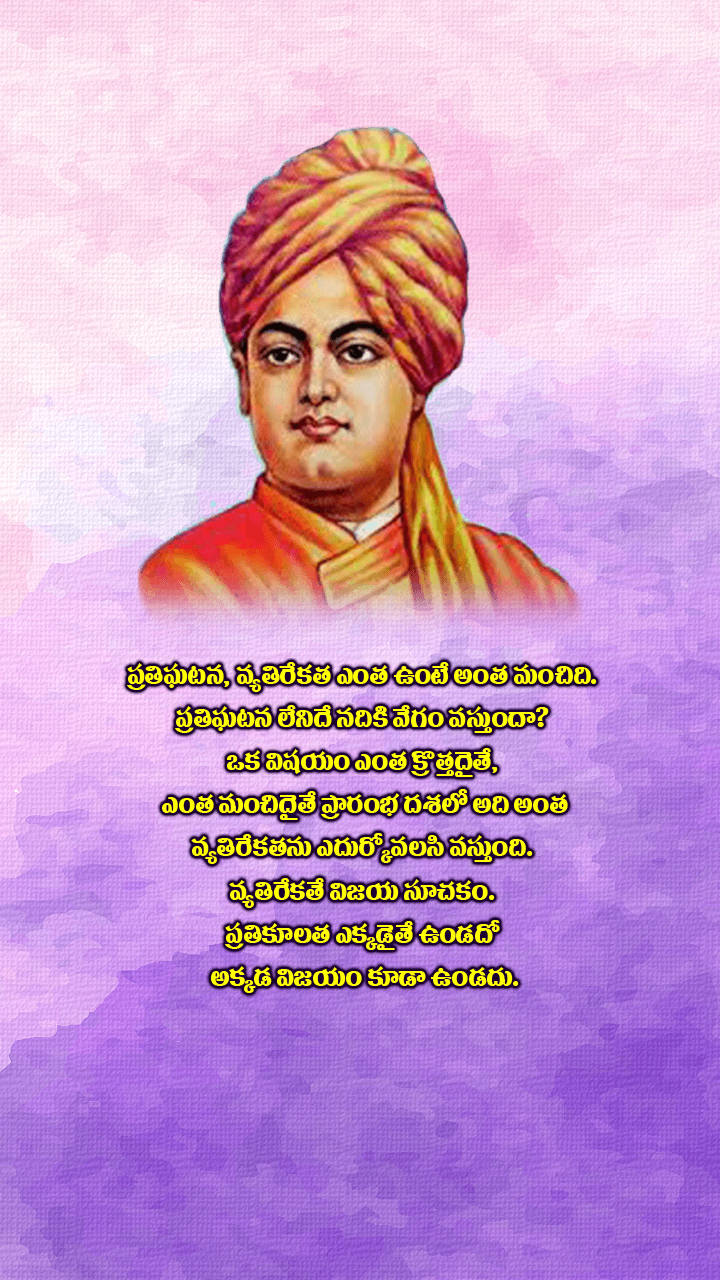 ప్రతిఘటన, వ్యతిరేకత ఎంత ఉంటే అంత మంచిది.
ప్రతిఘటన లేనిదే నదికి వేగం వస్తుందా?
ఒక విషయం ఎంత క్రొత్తదైతే,
ఎంత మంచిదైతే ప్రారంభ దశలో అది అంత
వ్యతిరేకతను ఎదుర్కోవలసి వస్తుంది.
వ్యతిరేకతే విజయ సూచకం.
ప్రతికూలత ఎక్కడైతే ఉండదో
అక్కడ విజయం కూడా ఉండదు.